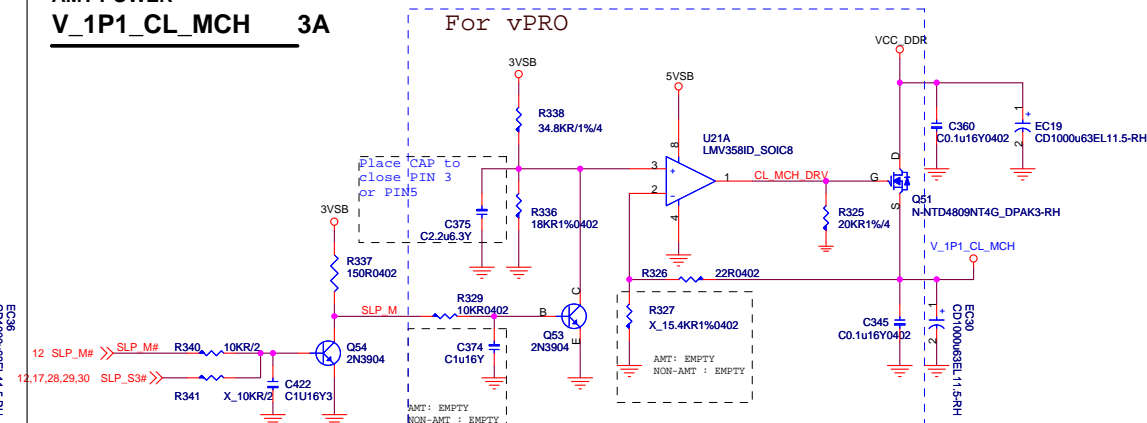 V_1P1_CL_MCH 3A
For vPRO
VCC_DDR
3VSB
5VSB
R338
34.8KR/1%/4
U21A
LMV358ID_SOIC8
C360
C0.1u16Y0402
1
+
2
EC19
CD1000u63EL11.5-RH
Place CAP to
close PIN 3
or PIN5
3
+
2
-
8
4
1
CL_MCH_DRV
D
G
S
Q51
N-NTD4809NT4G_DPAK3-RH
C375
C2.2u6.3Y
R336
18KR1%0402
R325
20KR1%/4
3VSB
R337
150R0402
V_1P1_CL_MCH
R326 22R0402
SLP_M
R329
10KR0402
B
C
E
Q53
2N3904
R327
X_15.4KR1%0402
AMT: EMPTY
NON-AMT : EMPTY
C345
C0.1u16Y0402
1
+
2
EC30
CD1000u63EL11.5-RH
12 SLP_M#
SLP_M#
R340 10KR/2
Q54
2N3904
C374
C1u16Y
12,17,28,29,30 SLP_S3#
R341 X_10KR/2
C422
C1U16Y3
AMT: EMPTY
NON-AMT : EMPTY
EC36